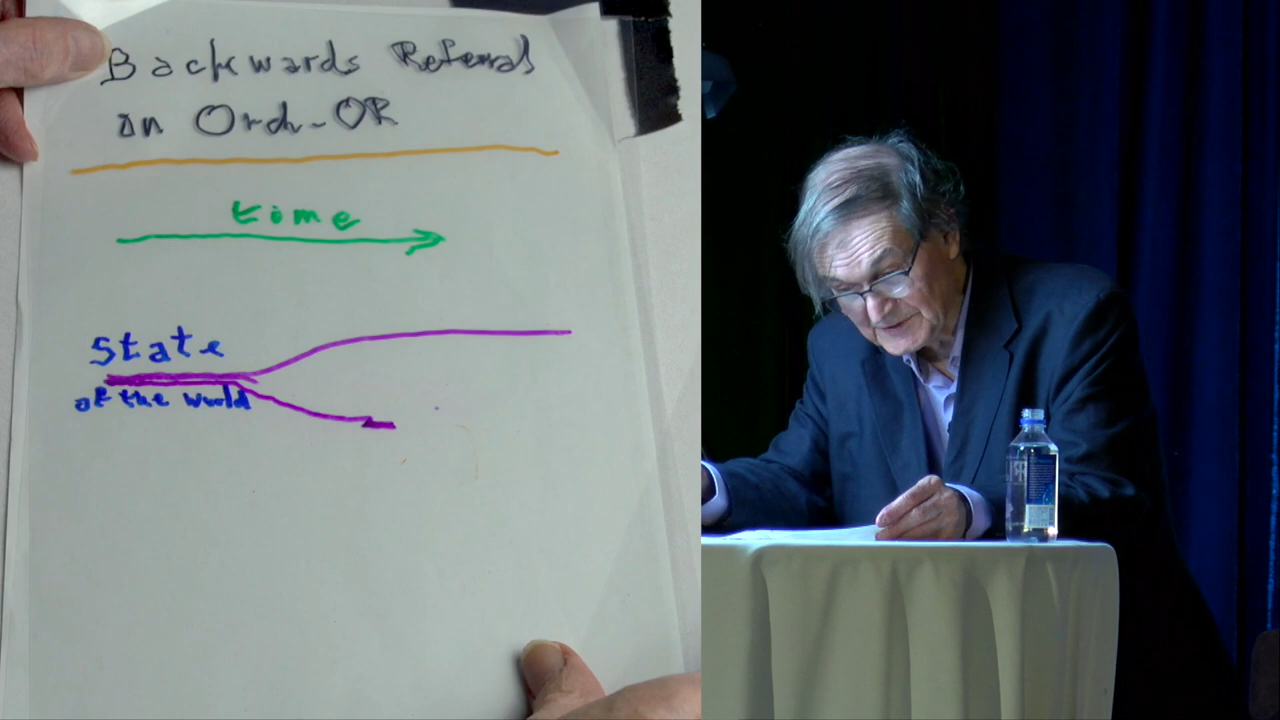 Backwards Referral
in Orch-OR
time
State
of the world